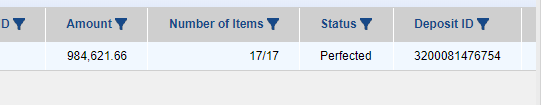 D Amount Number of Items Status Deposit ID
984,621.66 17/17 Perfected 3200081476754